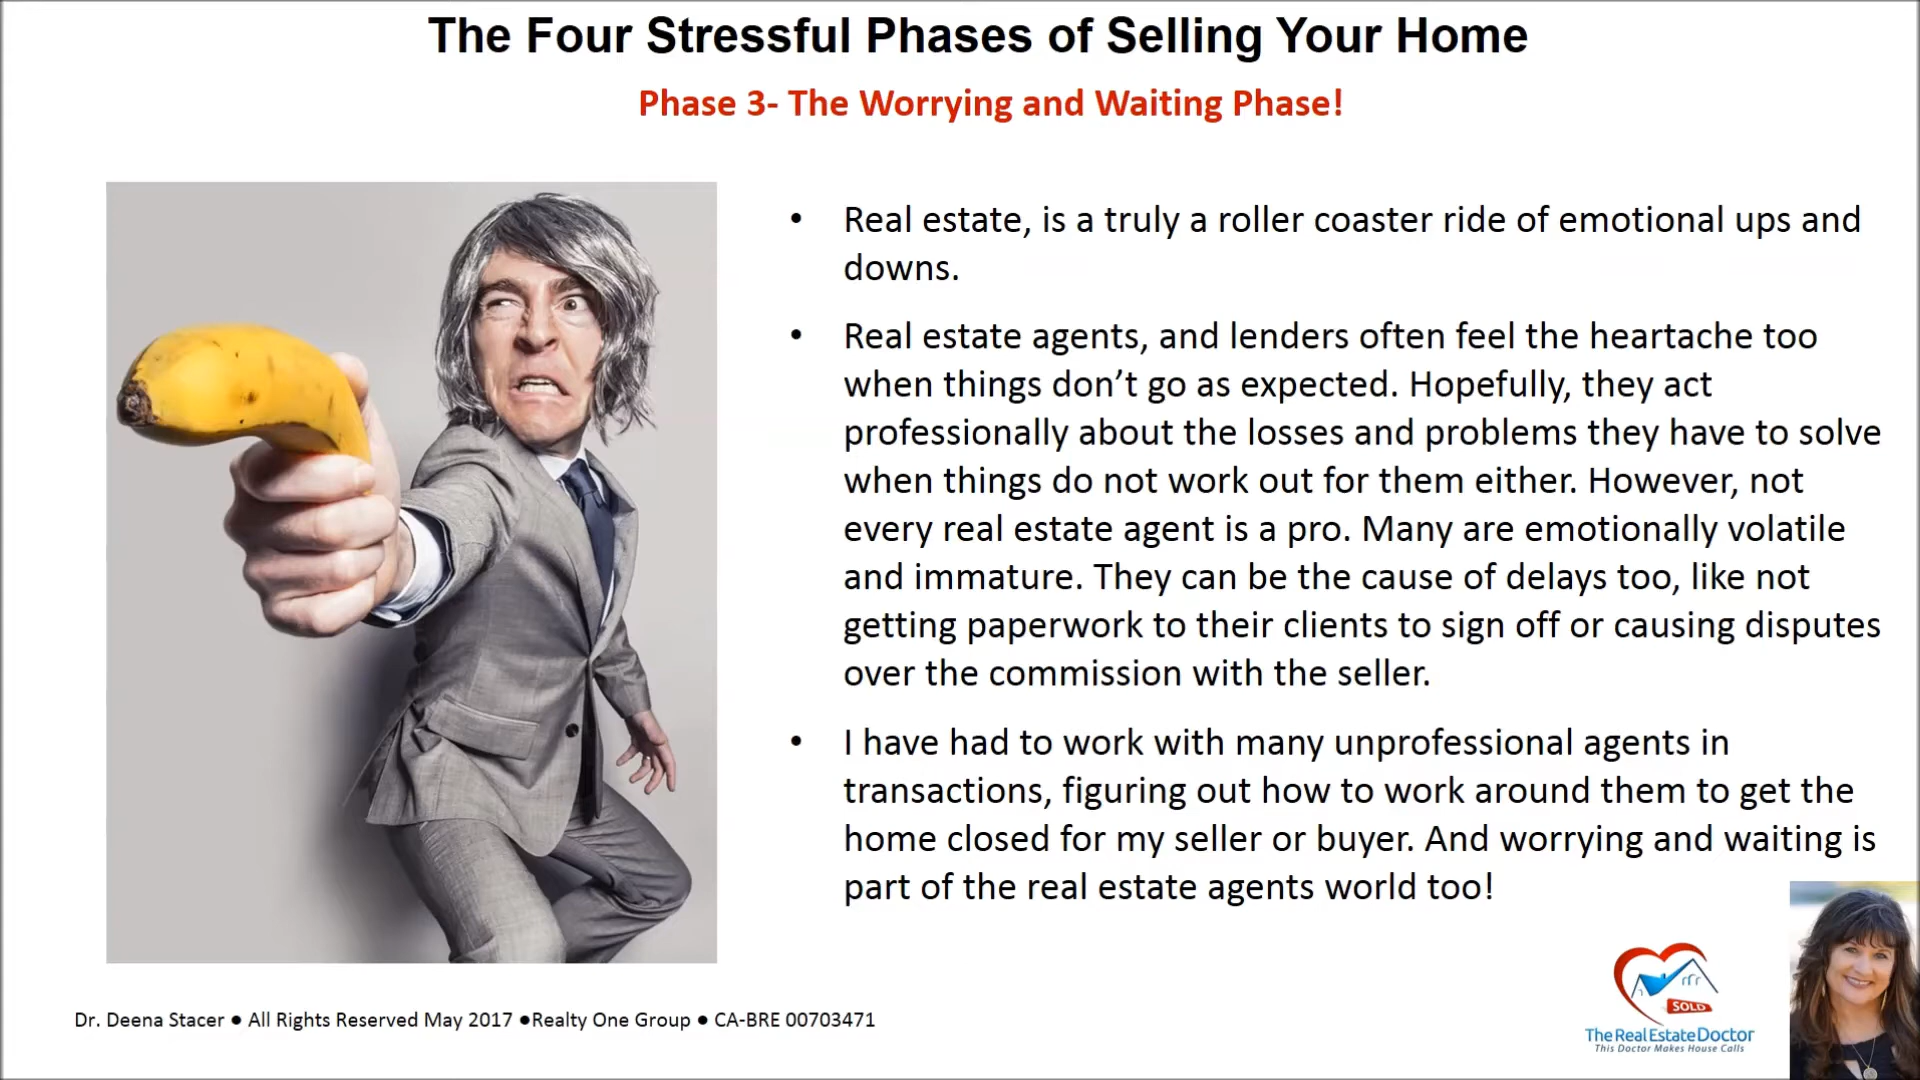 The Four Stressful Phases of Selling Your Home
Phase 3- The Worrying and Waiting Phase!
• Real estate, is a truly a roller coaster ride of emotional ups and
downs.
• Real estate agents, and lenders often feel the heartache too
when things don’t go as expected. Hopefully, they act
professionally about the losses and problems they have to solve
when things do not work out for them either. However, not
every real estate agent is a pro. Many are emotionally volatile
and immature. They can be the cause of delays too, like not
getting paperwork to their clients to sign off or causing disputes
over the commission with the seller.
• I have had to work with many unprofessional agents in
transactions, figuring out how to work around them to get the
home closed for my seller or buyer. And worrying and waiting is
part of the real estate agents world too!
SOLD
TheRealEstateDoctor
This Doctor Makes House Calls
Dr. Deena Stacer ● All Rights Reserved May 2017 ●Realty One Group ● CA-BRE 00703471